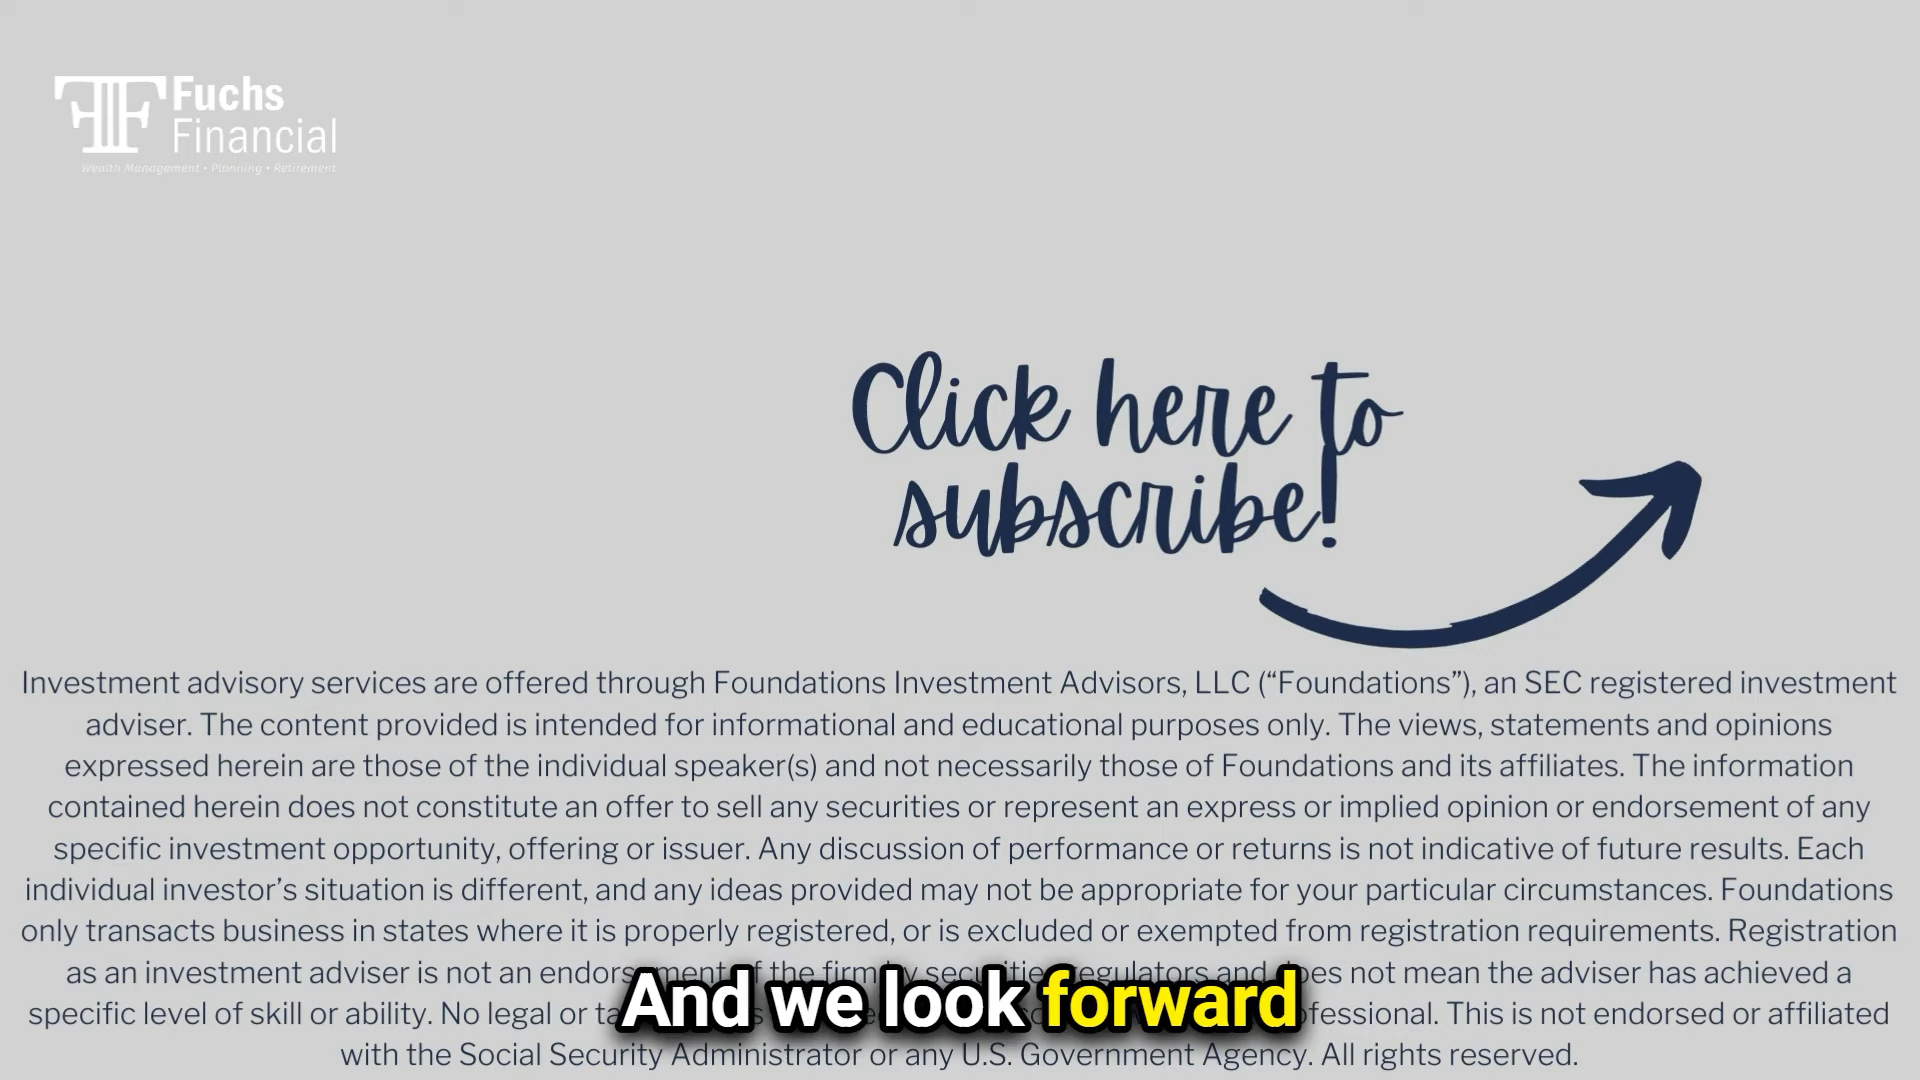 Fuchs
Financial
Wealth Management • Planning • Retirement
Click here to
subscribe!
Investment advisory services are offered through Foundations Investment Advisors, LLC (“Foundations”), an SEC registered investment
adviser. The content provided is intended for informational and educational purposes only. The views, statements and opinions
expressed herein are those of the individual speaker(s) and not necessarily those of Foundations and its affiliates. The information
contained herein does not constitute an offer to sell any securities or represent an express or implied opinion or endorsement of any
specific investment opportunity, offering or issuer. Any discussion of performance or returns is not indicative of future results. Each
individual investor’s situation is different, and any ideas provided may not be appropriate for your particular circumstances. Foundations
only transacts business in states where it is properly registered, or is excluded or exempted from registration requirements. Registration
as an investment adviser is not an endorsement of the firm by securities regulators and does not mean the adviser has achieved a
specific level of skill or ability. No legal or This is not endorsed or affiliated
with the Social Security Administrator or any U.S. Government Agency. All rights reserved.
And we look forward